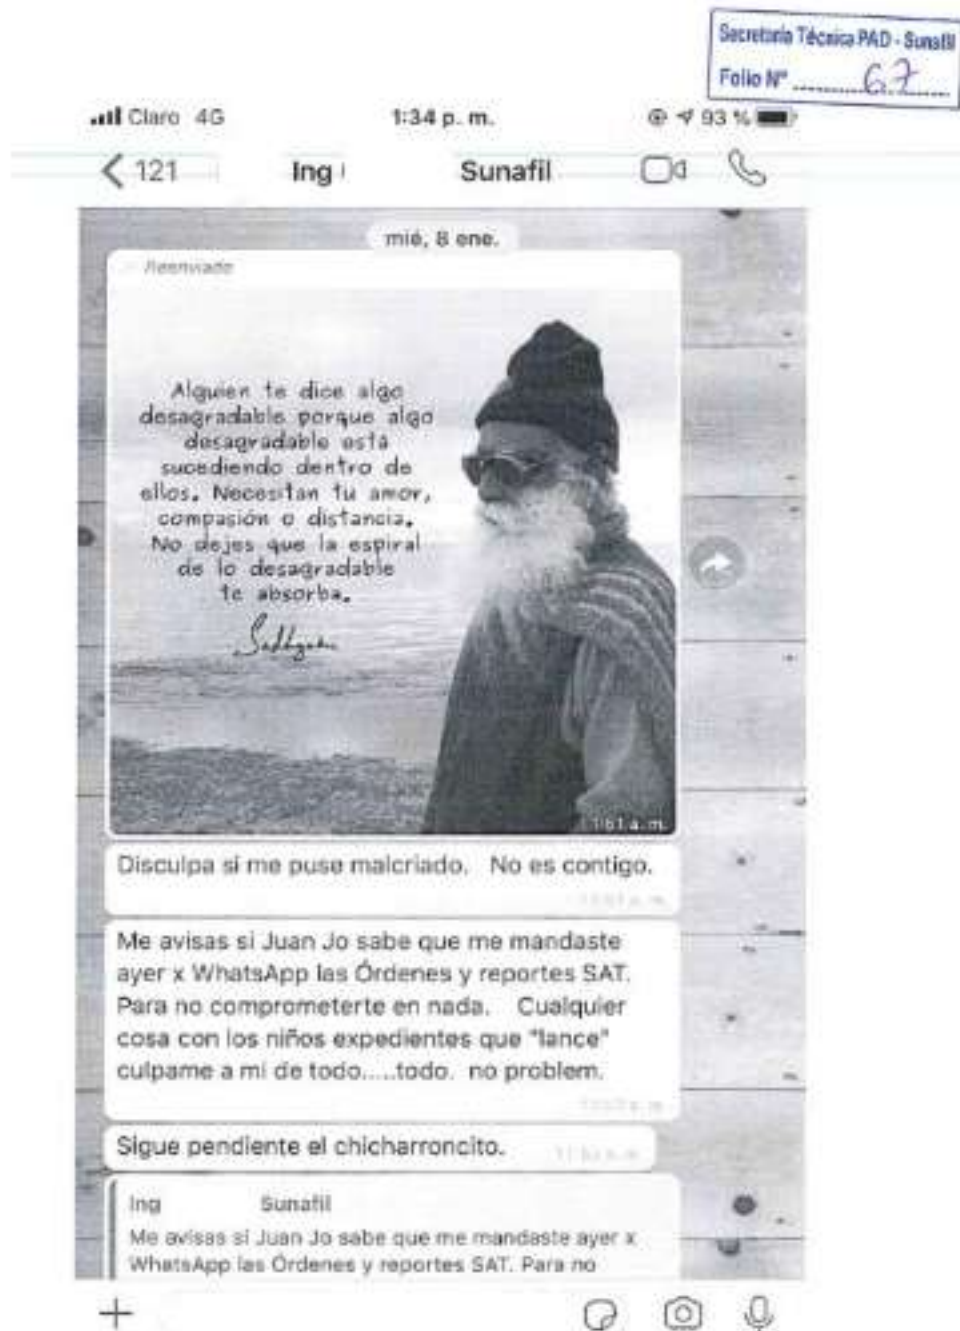 Secretaria Técnica PAD - Sunafil
Folio N° ........ 67 ........
Claro 4G
1:34 p. m.
93 %
121
Ing
Sunafil
mié, 8 ene.
Reenviado
Alguien te dice algo
desagradable porque algo
desagradable está
sucediendo dentro de
ellos. Necesitan tu amor,
compasión o distancia.
No dejes que la espiral
de lo desagradable
te absorba.
Sadhguru
11:51 a. m.
Disculpa si me puse malcriado. No es contigo.
Me avisas si Juan Jo sabe que me mandaste
ayer x WhatsApp las Órdenes y reportes SAT.
Para no comprometerte en nada. Cualquier
cosa con los niños expedientes que "lance"
culpame a mi de todo.....todo. no problem.
Sigue pendiente el chicharroncito.
Ing Sunafil
Me avisas si Juan Jo sabe que me mandaste ayer x
WhatsApp las Órdenes y reportes SAT. Para no